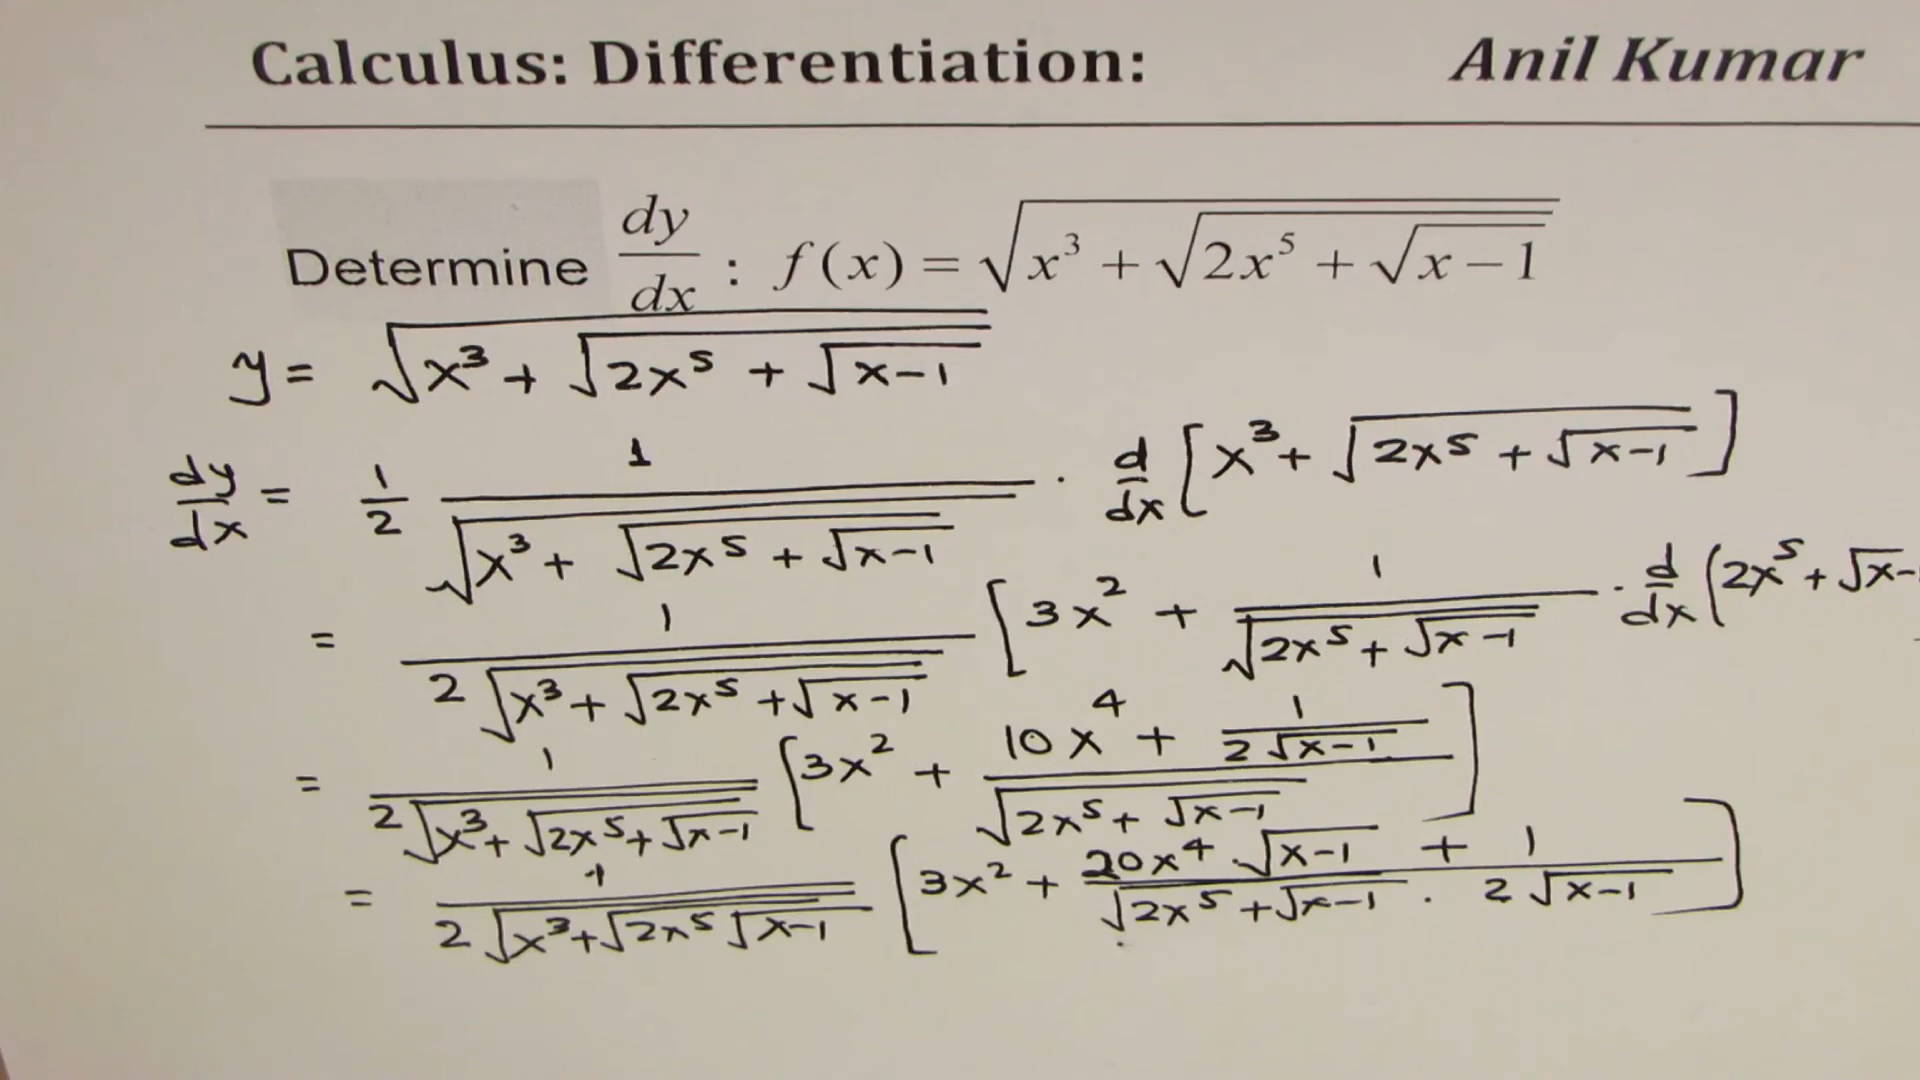 Calculus: Differentiation: Anil Kumar
Determine dy/dx : f(x) = √(x³ + √(2x⁵ + √(x − 1)))
y = √(x³ + √(2x⁵ + √(x−1)))
dy/dx = 1/2 1/√(x³ + √(2x⁵ + √(x−1))) · d/dx [x³ + √(2x⁵ + √(x−1))]
= 1/(2√(x³ + √(2x⁵ + √(x−1)))) [3x² + 1/√(2x⁵ + √(x−1)) · d/dx (2x⁵ + √x−
= 1/(2√(x³ + √(2x⁵ + √(x−1)))) [3x² + (10x⁴ + 1/(2√(x−1)))/√(2x⁵ + √(x−1))]
= 1/(2√(x³ + √(2x⁵ √(x−1)))) [3x² + (20x⁴ · √(x−1) + 1)/(√(2x⁵ + √(x−1)) · 2√(x−1))]